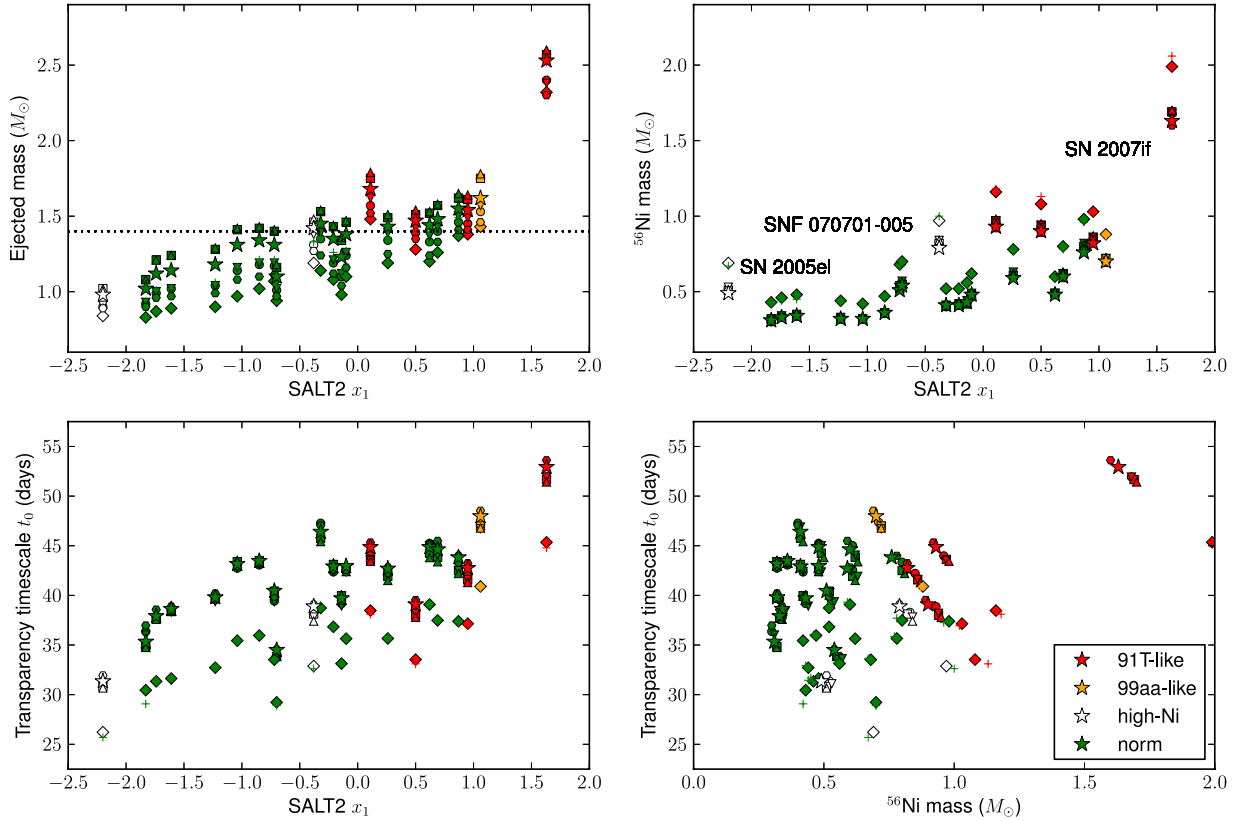 2.5
2.0
1.5
1.0
Ejected mass (M☉)
−2.5 −2.0 −1.5 −1.0 −0.5 0.0 0.5 1.0 1.5 2.0
SALT2 x₁
2.0
1.5
1.0
0.5
⁵⁶Ni mass (M☉)
SN 2007if
SNF 070701-005
SN 2005el
−2.5 −2.0 −1.5 −1.0 −0.5 0.0 0.5 1.0 1.5 2.0
SALT2 x₁
55
50
45
40
35
30
25
Transparency timescale t₀ (days)
−2.5 −2.0 −1.5 −1.0 −0.5 0.0 0.5 1.0 1.5 2.0
SALT2 x₁
55
50
45
40
35
30
25
Transparency timescale t₀ (days)
91T-like
99aa-like
high-Ni
norm
0.0 0.5 1.0 1.5 2.0
⁵⁶Ni mass (M☉)